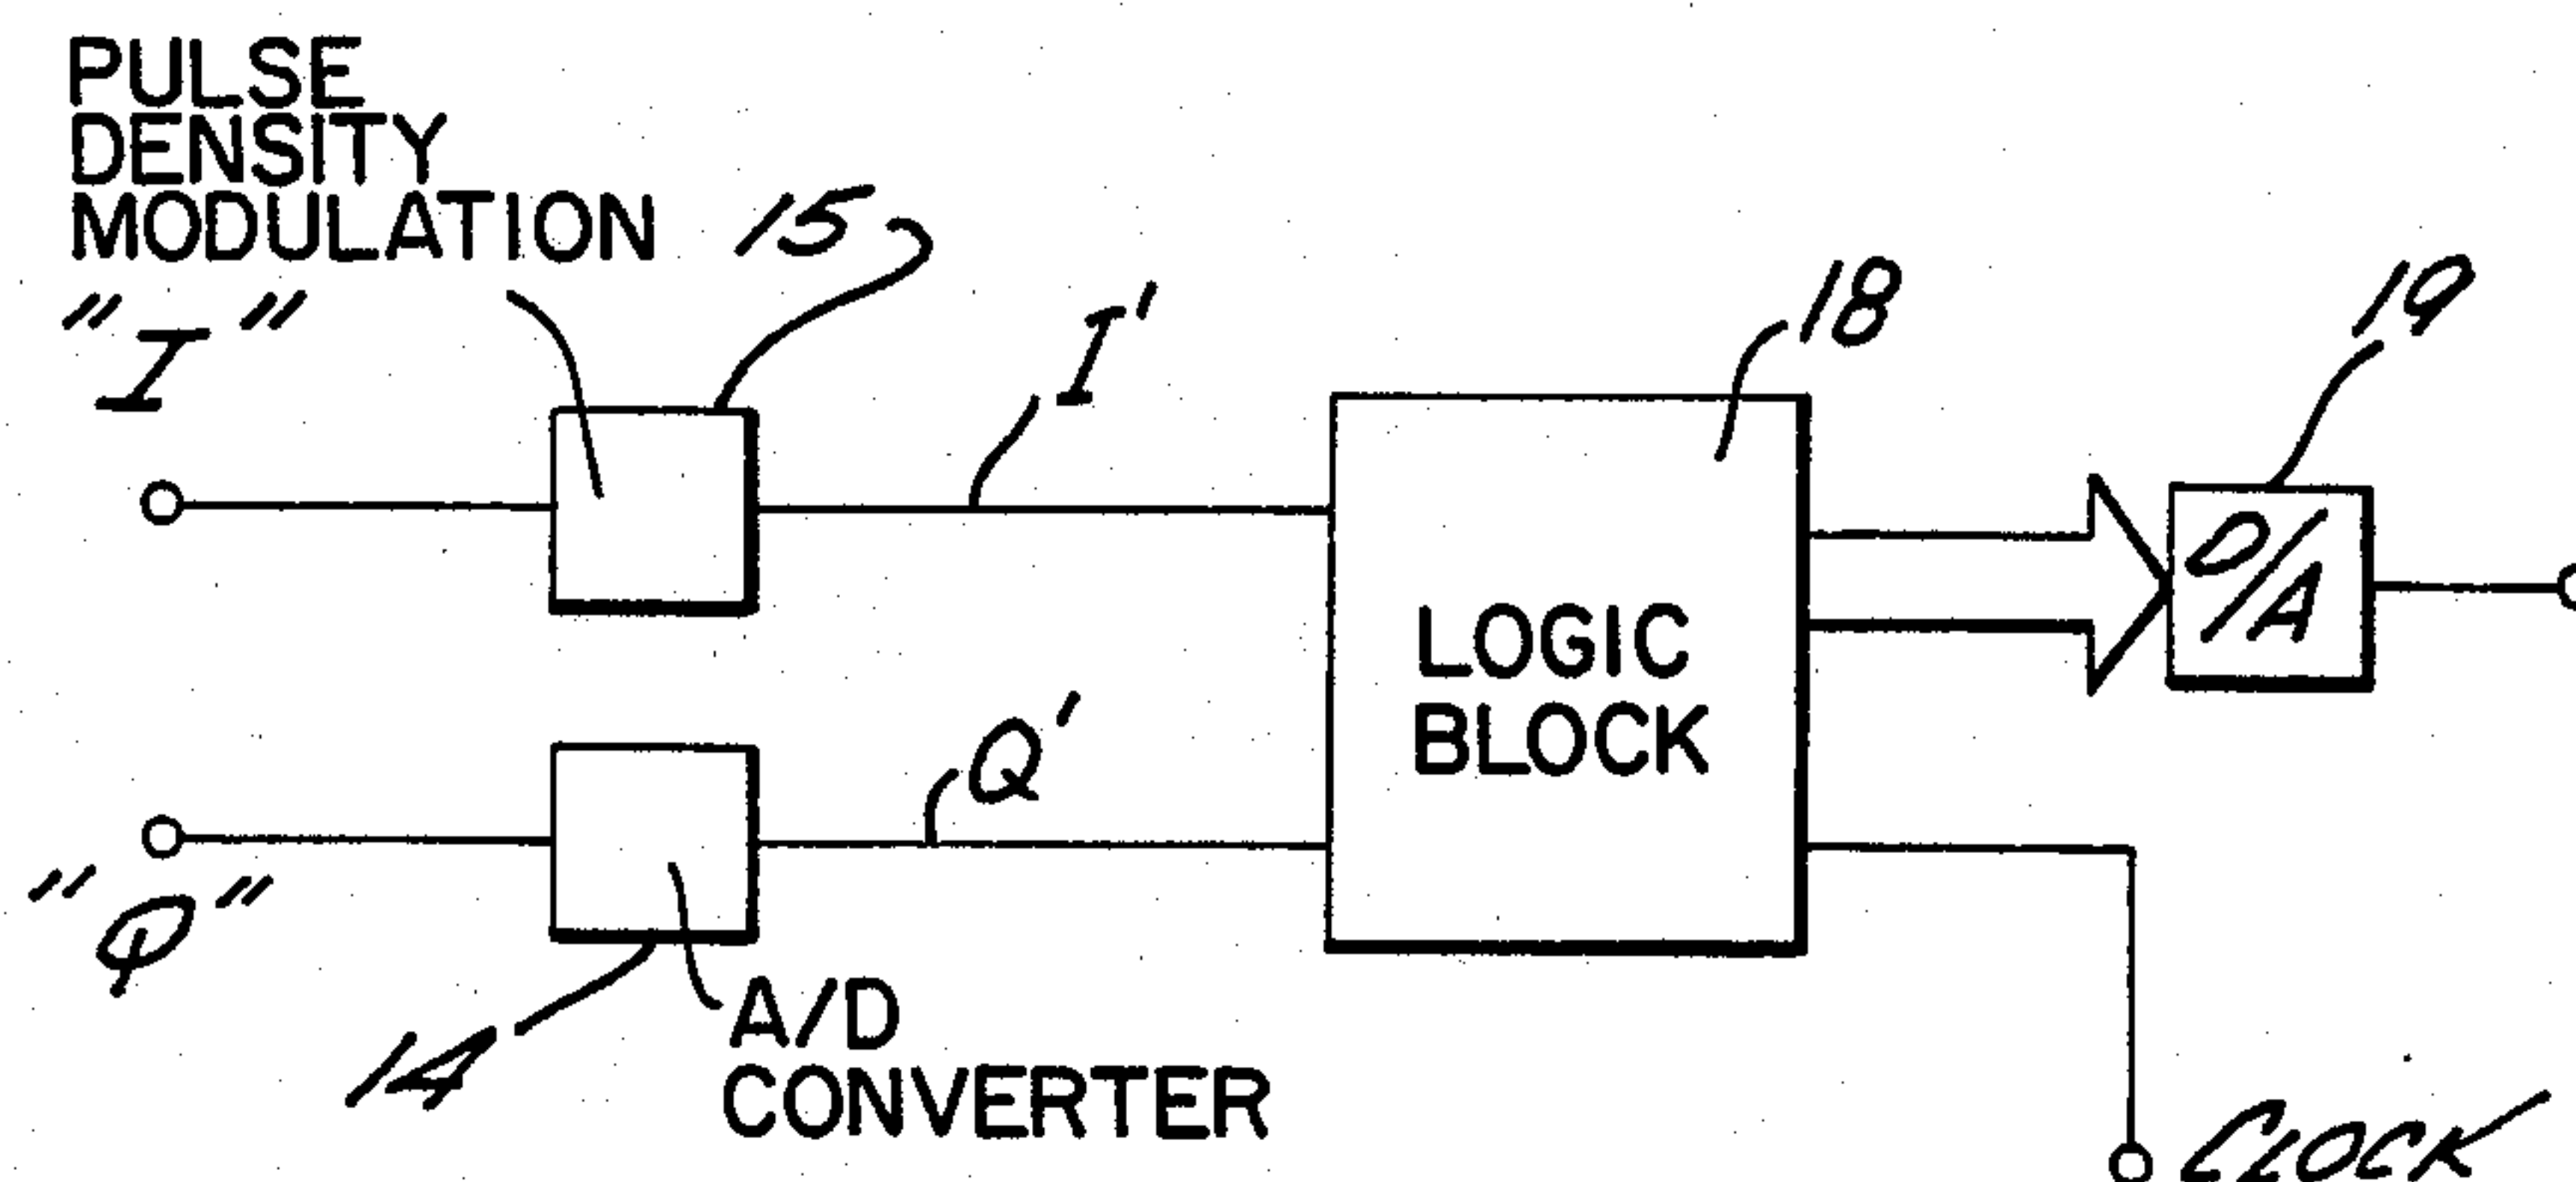 PULSE
DENSITY
MODULATION
15
"I"
I'
18
19
D/A
LOGIC
BLOCK
Q'
"Q"
14
A/D
CONVERTER
CLOCK